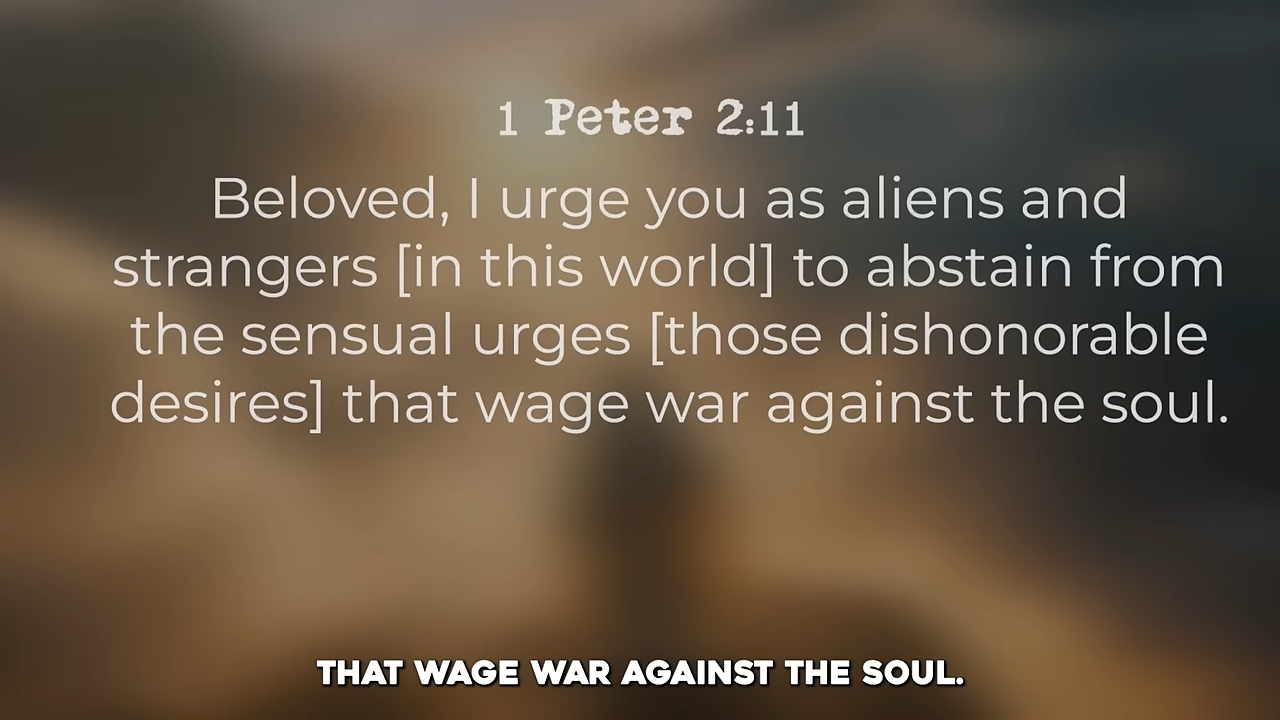 1 Peter 2:11
Beloved, I urge you as aliens and
strangers [in this world] to abstain from
the sensual urges [those dishonorable
desires] that wage war against the soul.
THAT WAGE WAR AGAINST THE SOUL.